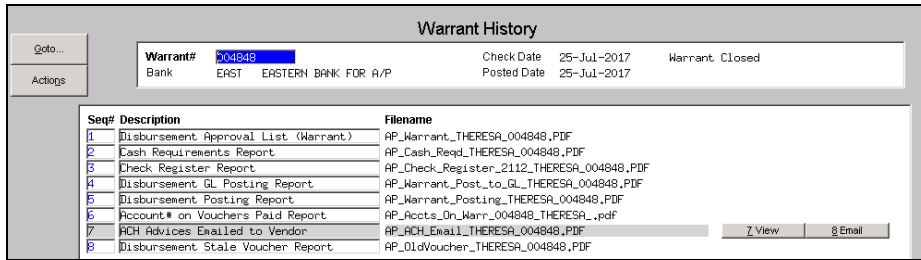 Warrant History
Goto...
Actions
Warrant# 004848 Check Date 25-Jul-2017 Warrant Closed
Bank EAST EASTERN BANK FOR A/P Posted Date 25-Jul-2017
Seq# Description Filename
1 Disbursement Approval List (Warrant) AP_Warrant_THERESA_004848.PDF
2 Cash Requirements Report AP_Cash_Reqd_THERESA_004848.PDF
3 Check Register Report AP_Check_Register_2112_THERESA_004848.PDF
4 Disbursement GL Posting Report AP_Warrant_Post_to_GL_THERESA_004848.PDF
5 Disbursement Posting Report AP_Warrant_Posting_THERESA_004848.PDF
6 Account# on Vouchers Paid Report AP_Accts_On_Warr_004848_THERESA_.pdf
7 ACH Advices Emailed to Vendor AP_ACH_Email_THERESA_004848.PDF 7 View 8 Email
8 Disbursement Stale Voucher Report AP_OldVoucher_THERESA_004848.PDF